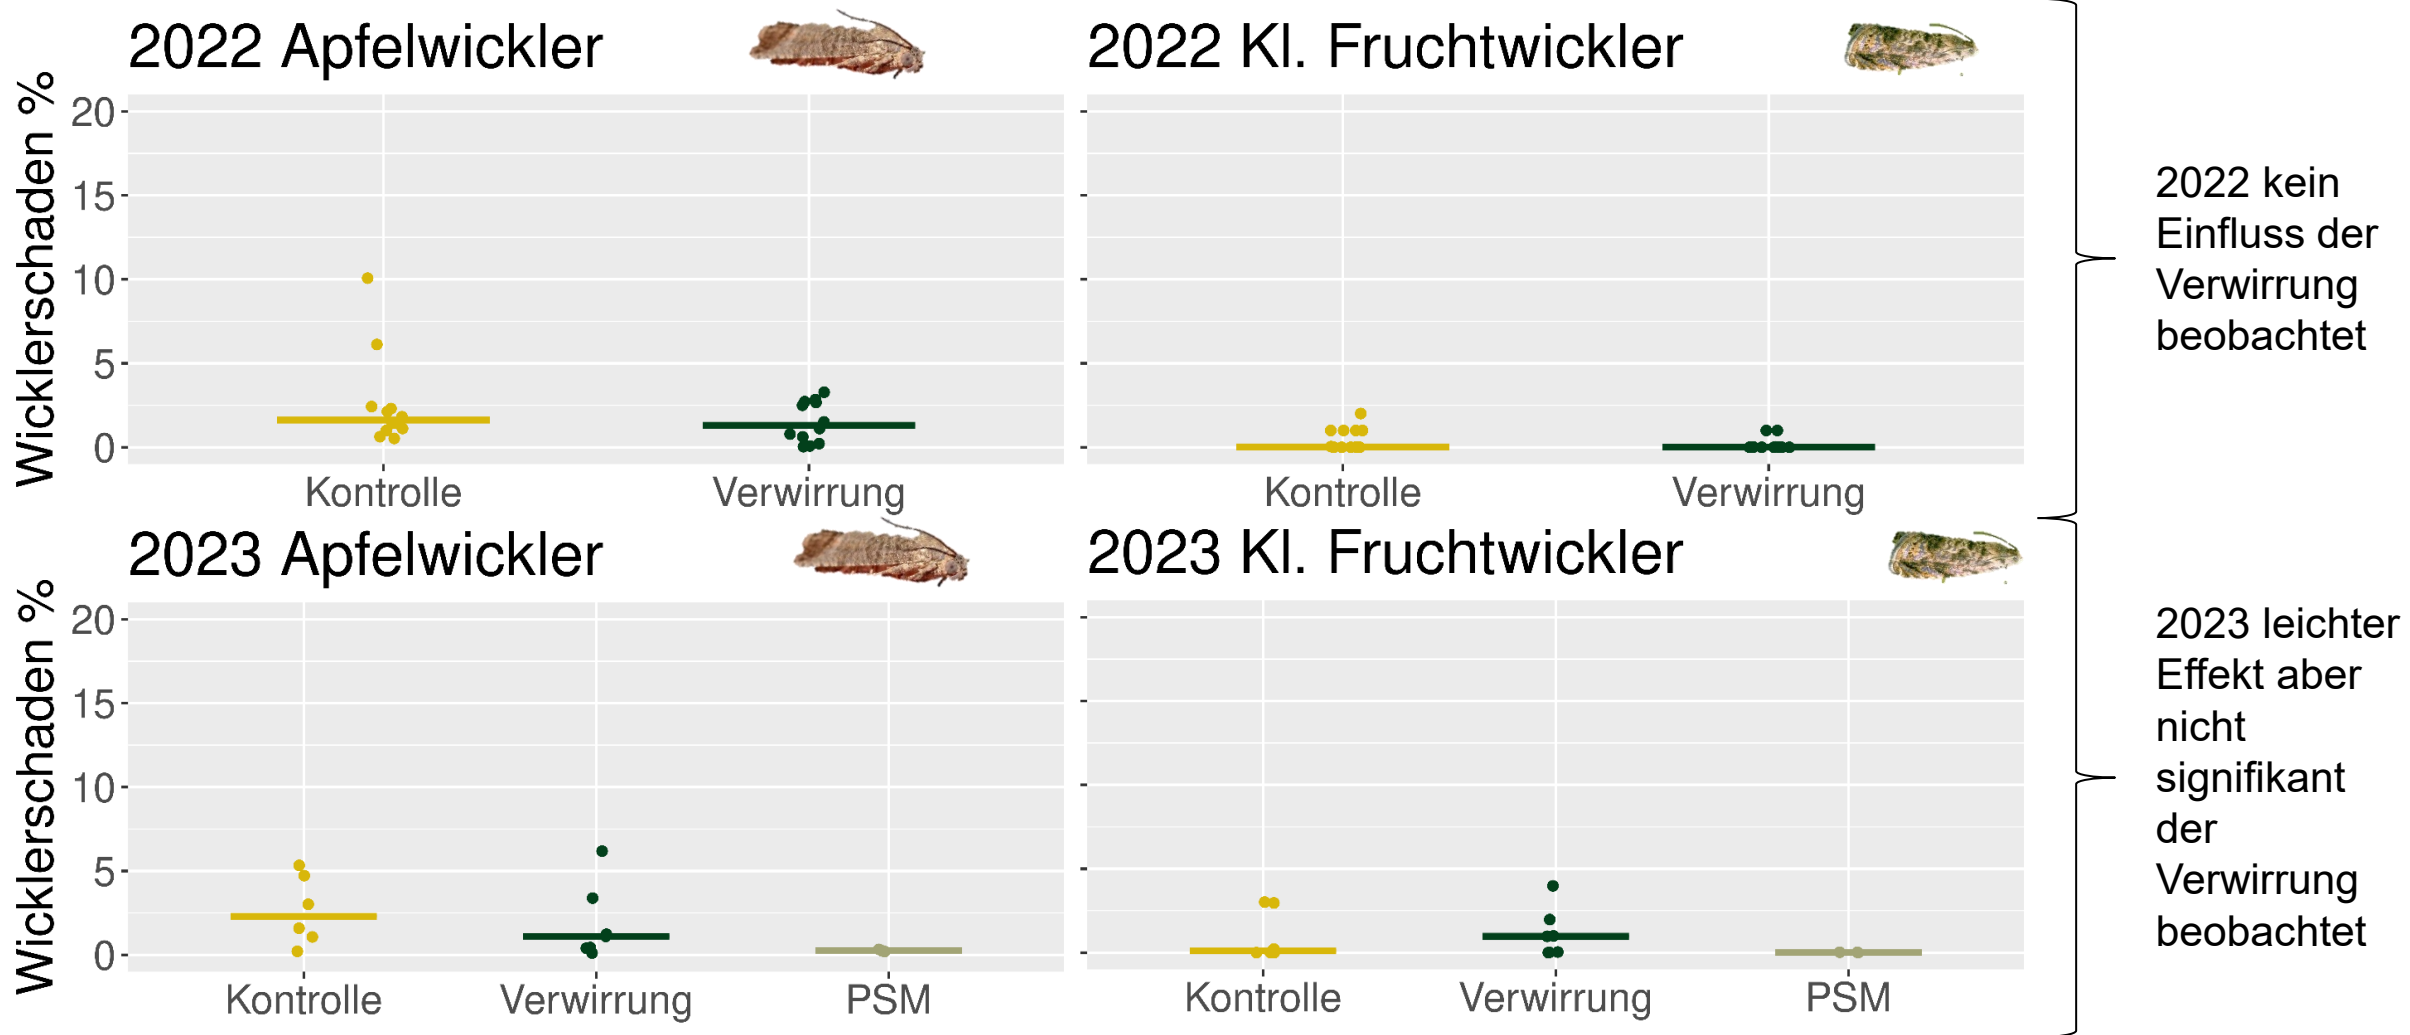 2022 Apfelwickler
2022 Kl. Fruchtwickler
Wicklerschaden %
20
15
10
5
0
Kontrolle
Verwirrung
Kontrolle
Verwirrung
2022 kein
Einfluss der
Verwirrung
beobachtet
2023 Apfelwickler
2023 Kl. Fruchtwickler
Wicklerschaden %
20
15
10
5
0
Kontrolle
Verwirrung
PSM
Kontrolle
Verwirrung
PSM
2023 leichter
Effekt aber
nicht
signifikant
der
Verwirrung
beobachtet